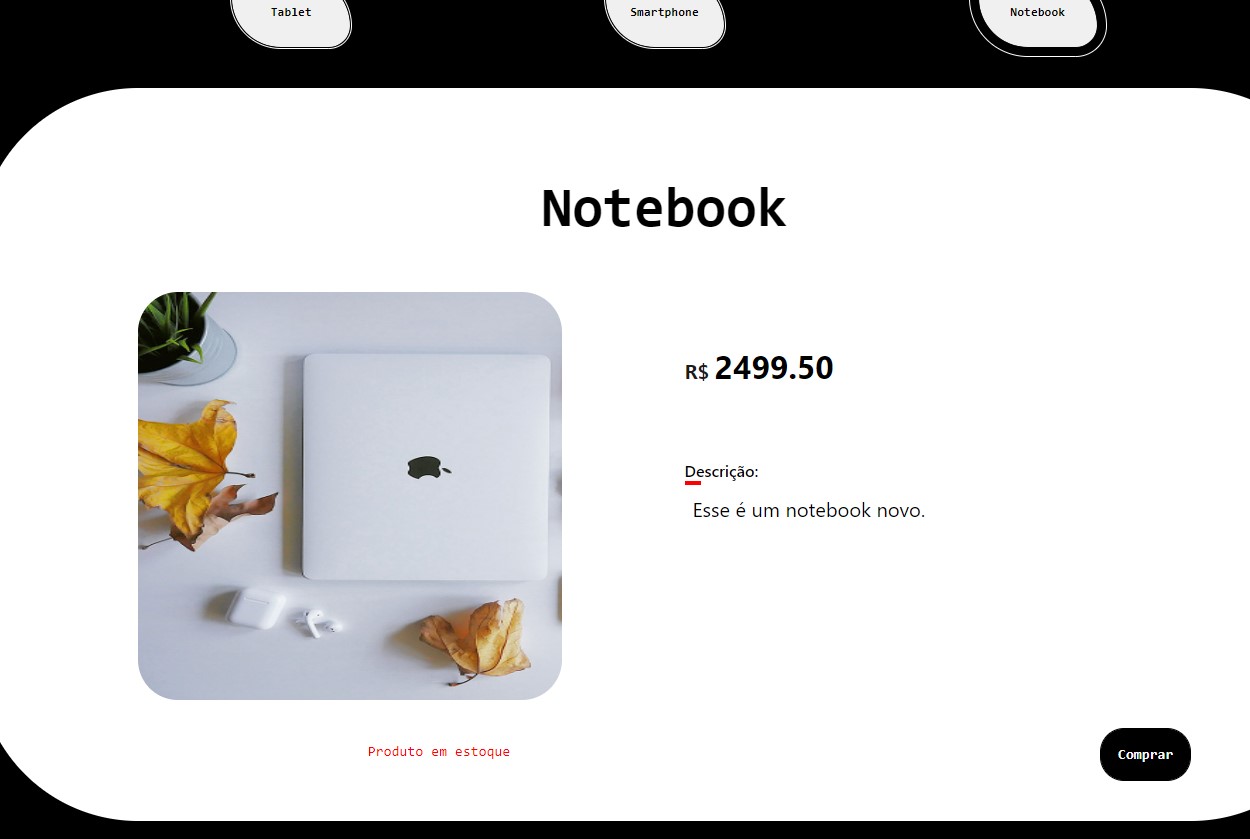 Tablet
Smartphone
Notebook
Notebook
R$ 2499.50
Descrição:
Esse é um notebook novo.
Produto em estoque
Comprar